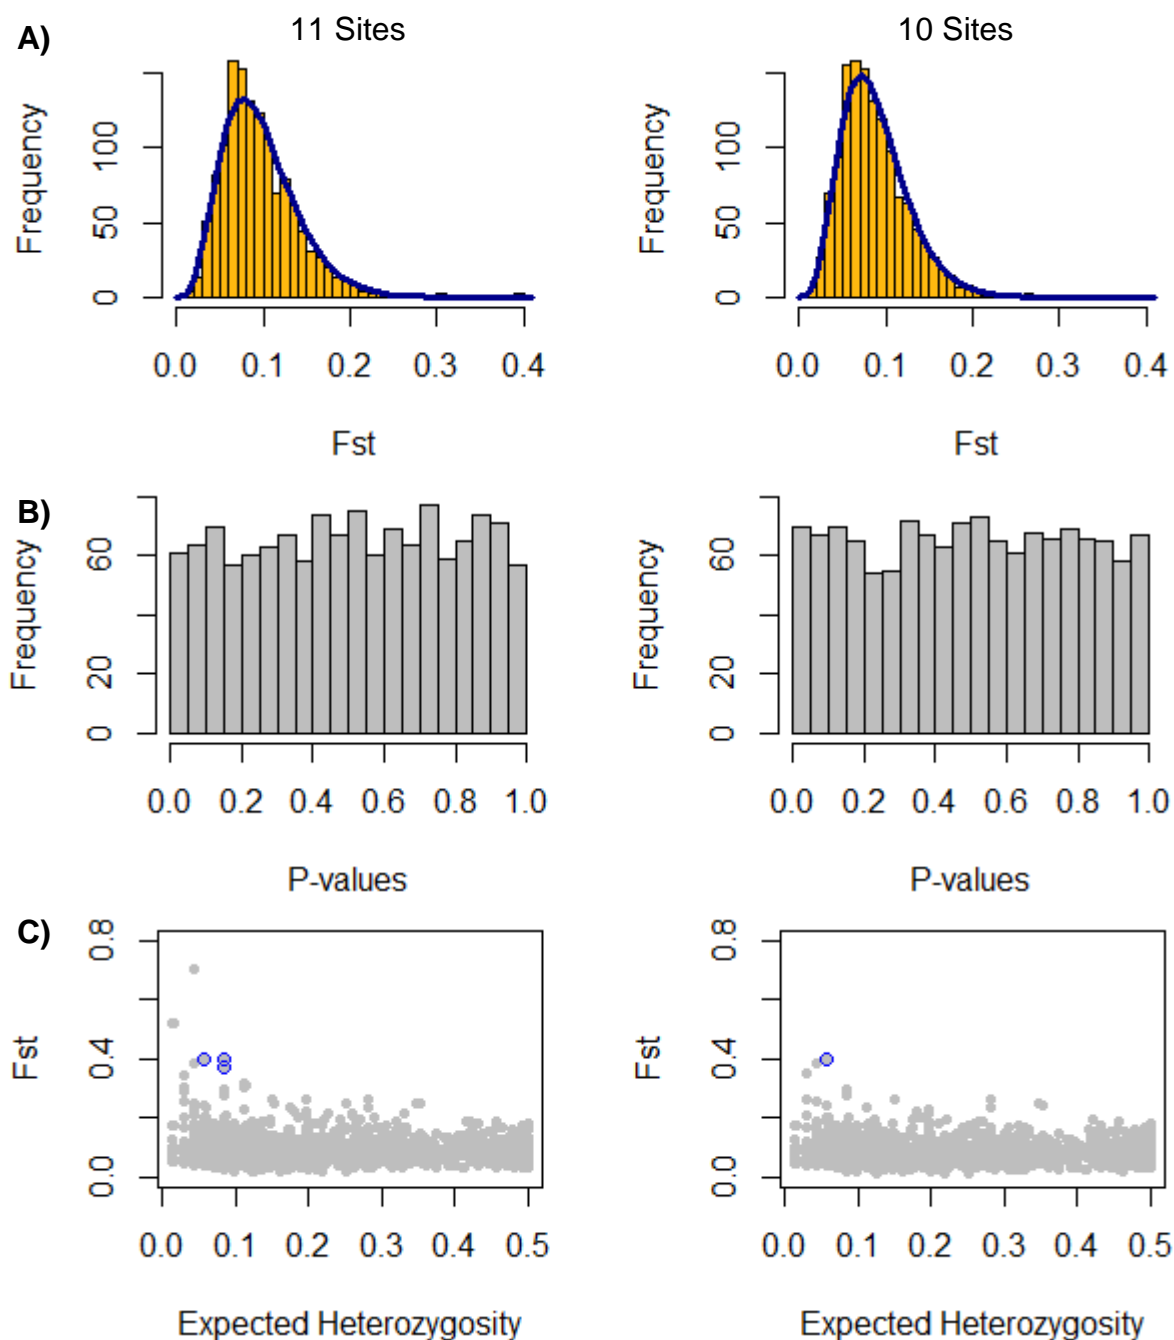 A)
11 Sites
10 Sites
Frequency
0 50 100
0.0 0.1 0.2 0.3 0.4
Fst
Frequency
0 50 100
0.0 0.1 0.2 0.3 0.4
Fst
B)
Frequency
0 20 60
0.0 0.2 0.4 0.6 0.8 1.0
P-values
Frequency
0 20 60
0.0 0.2 0.4 0.6 0.8 1.0
P-values
C)
Fst
0.0 0.4 0.8
0.0 0.1 0.2 0.3 0.4 0.5
Expected Heterozygosity
Fst
0.0 0.4 0.8
0.0 0.1 0.2 0.3 0.4 0.5
Expected Heterozygosity